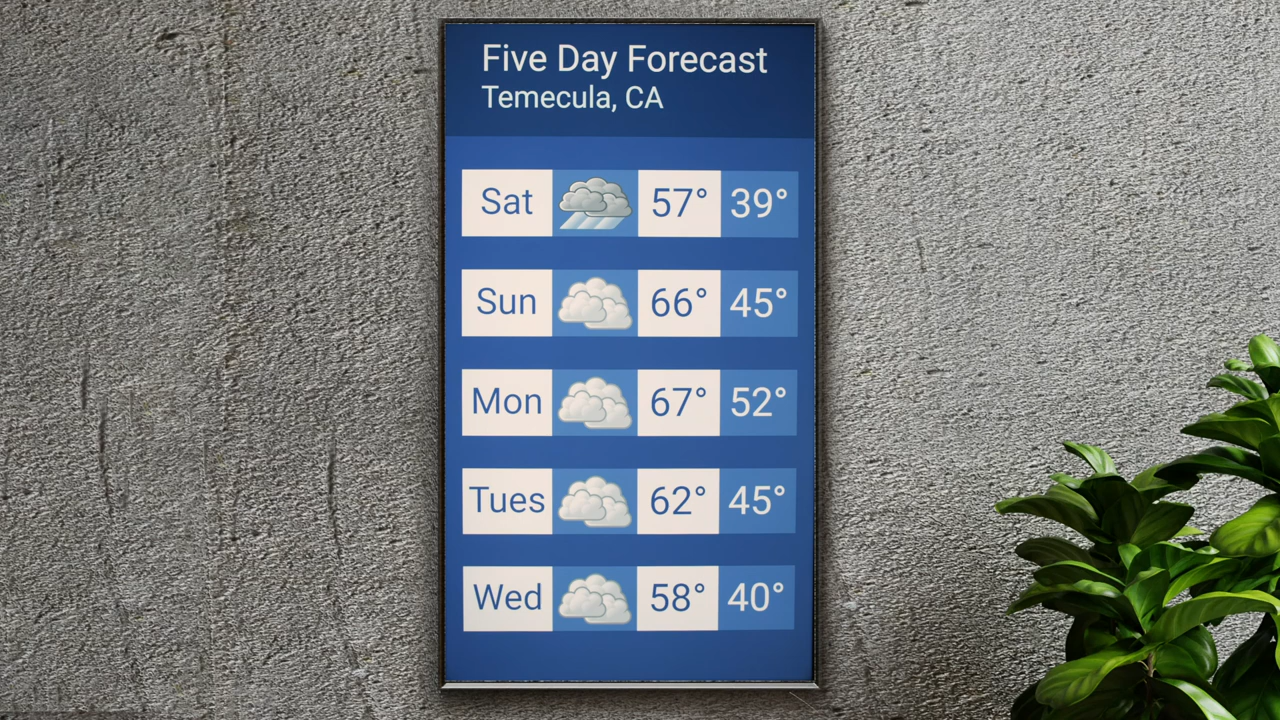 Five Day Forecast
Temecula, CA
Sat 57° 39°
Sun 66° 45°
Mon 67° 52°
Tues 62° 45°
Wed 58° 40°